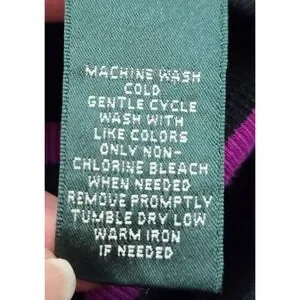 MACHINE WASH
COLD
GENTLE CYCLE
WASH WITH
LIKE COLORS
ONLY NON-
CHLORINE BLEACH
WHEN NEEDED
REMOVE PROMPTLY
TUMBLE DRY LOW
WARM IRON
IF NEEDED